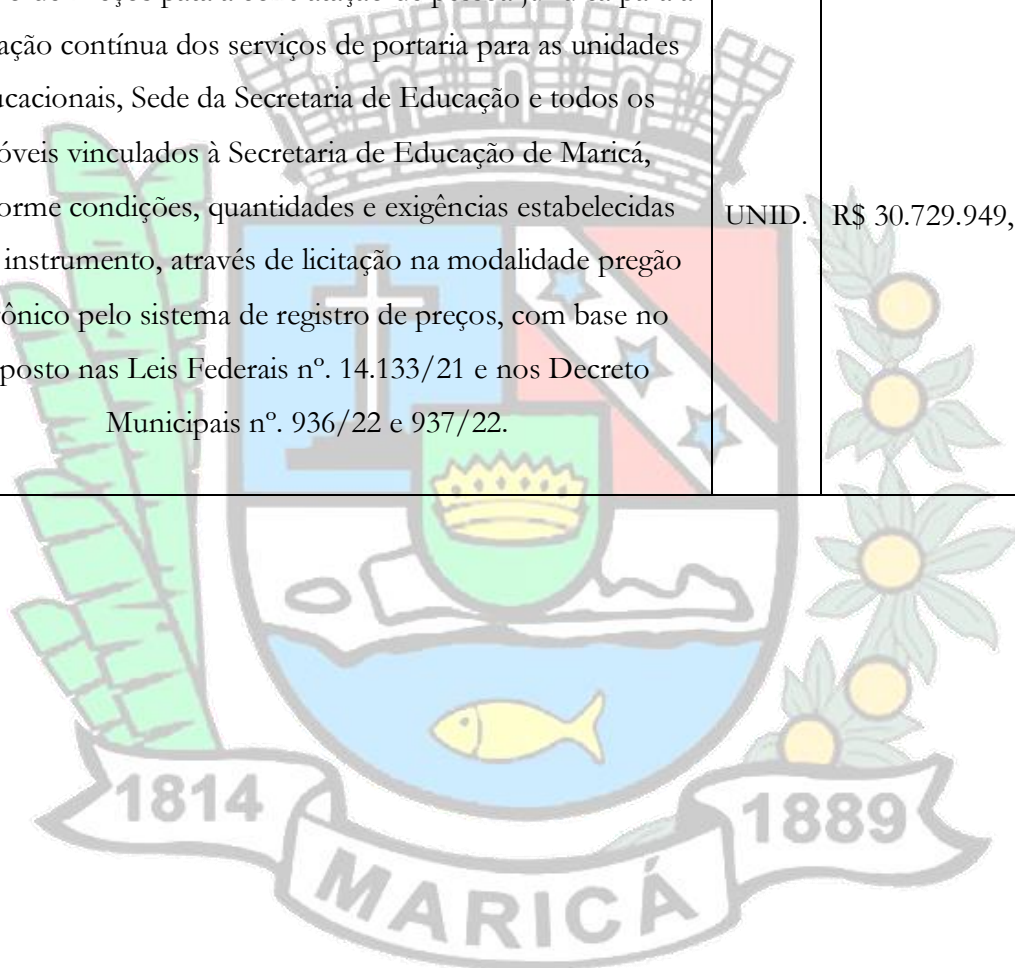 ação contínua dos serviços de portaria para as unidades
ucacionais, Sede da Secretaria de Educação e todos os
óveis vinculados à Secretaria de Educação de Maricá,
orme condições, quantidades e exigências estabelecidas
instrumento, através de licitação na modalidade pregão
rônico pelo sistema de registro de preços, com base no
posto nas Leis Federais nº. 14.133/21 e nos Decreto
Municipais nº. 936/22 e 937/22.
UNID.
R$ 30.729.949,
1814
1889
MARICÁ